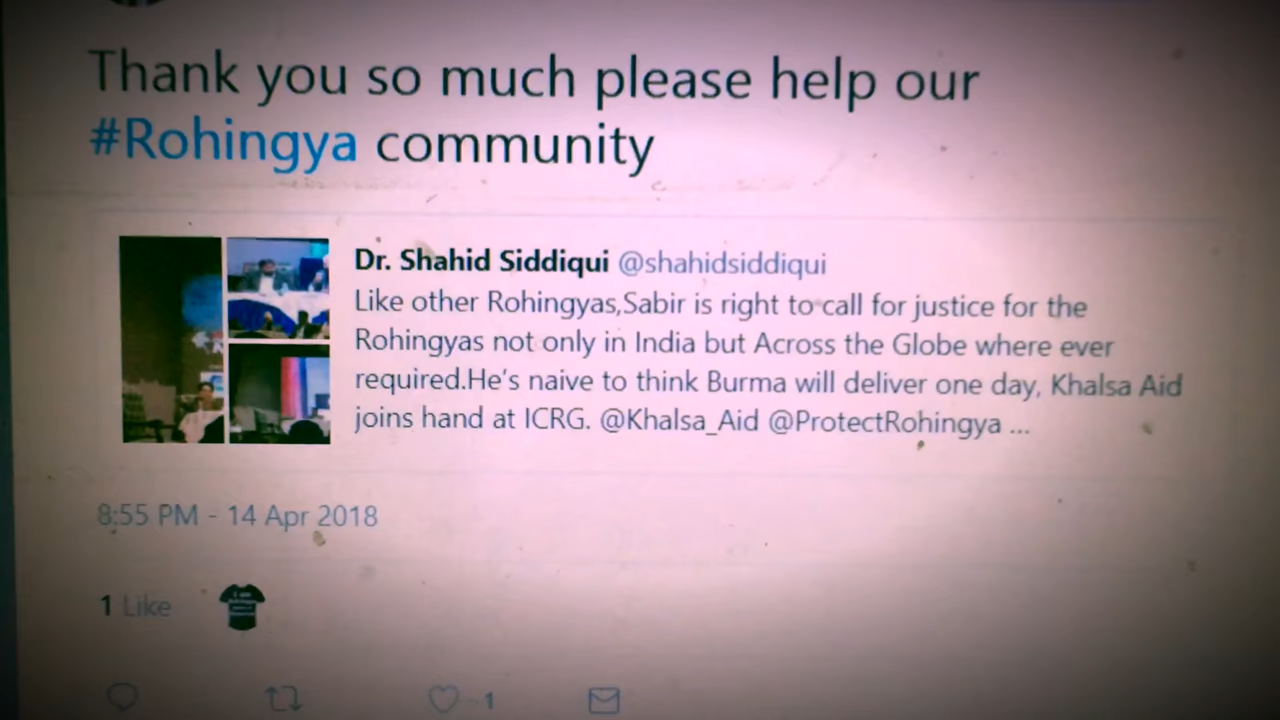 Thank you so much please help our
#Rohingya community
Dr. Shahid Siddiqui @shahidsiddiqui
Like other Rohingyas,Sabir is right to call for justice for the
Rohingyas not only in India but Across the Globe where ever
required.He's naive to think Burma will deliver one day, Khalsa Aid
joins hand at ICRG. @Khalsa_Aid @ProtectRohingya ...
8:55 PM - 14 Apr 2018
1 Like
1